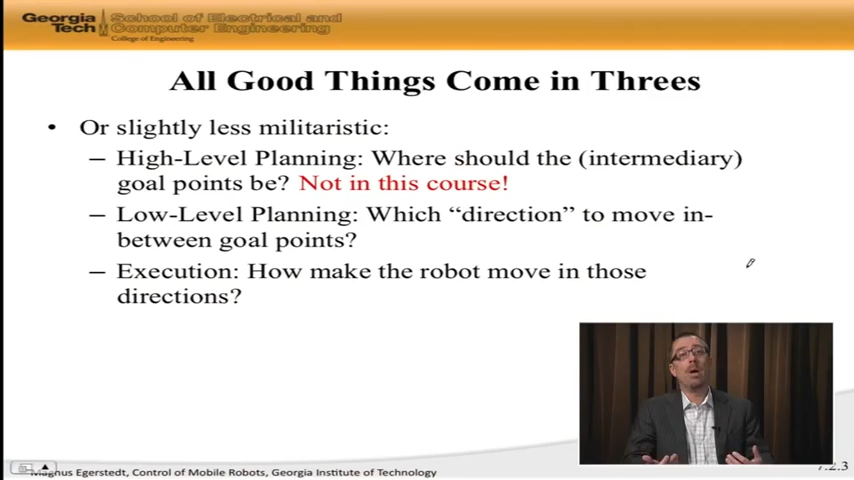 Georgia Tech
School of Electrical and Computer Engineering
College of Engineering
All Good Things Come in Threes
• Or slightly less militaristic:
– High-Level Planning: Where should the (intermediary)
goal points be? Not in this course!
– Low-Level Planning: Which “direction” to move in-
between goal points?
– Execution: How make the robot move in those
directions?
Magnus Egerstedt, Control of Mobile Robots, Georgia Institute of Technology
7.2.3